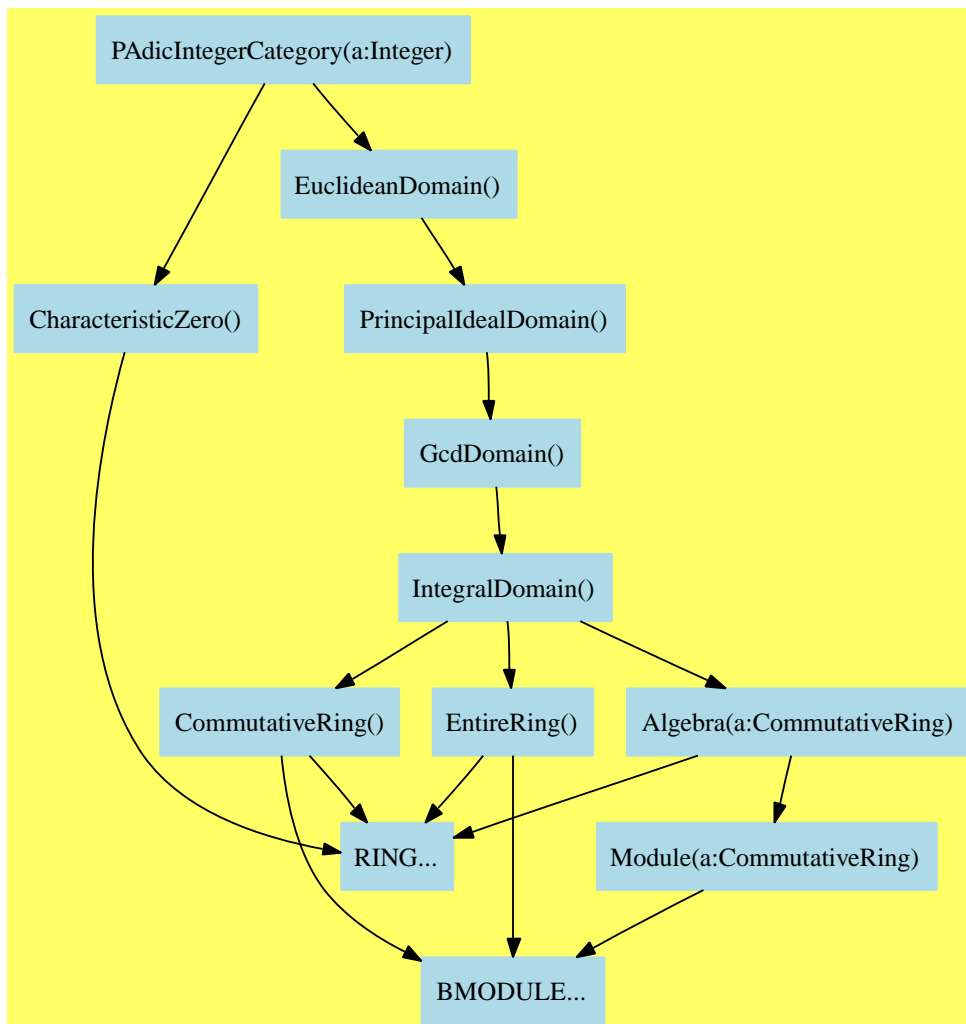 PAdicIntegerCategory(a:Integer)
EuclideanDomain()
CharacteristicZero()
PrincipalIdealDomain()
GcdDomain()
IntegralDomain()
CommutativeRing()
EntireRing()
Algebra(a:CommutativeRing)
RING...
Module(a:CommutativeRing)
BMODULE...